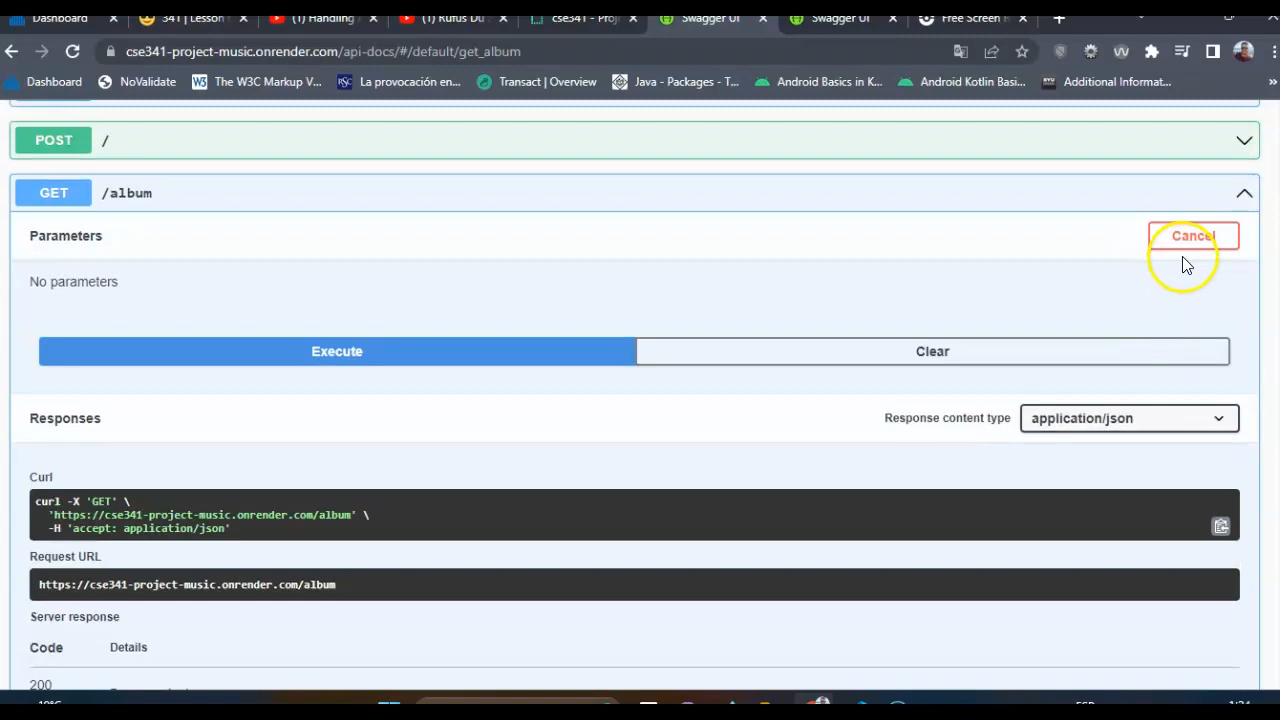 Dashboard
341 | Lesson
(1) Handling
(1) Rufus Du
cse341 - Proj
Swagger UI
Swagger UI
Free Screen R
cse341-project-music.onrender.com/api-docs/#/default/get_album
Dashboard
NoValidate
The W3C Markup V...
La provocación en...
Transact | Overview
Java - Packages - T...
Android Basics in K...
Android Kotlin Basi...
Additional Informat...
»
POST /
GET /album
Parameters
Cancel
No parameters
Execute
Clear
Responses
Response content type
application/json
Curl
curl -X 'GET' \
'https://cse341-project-music.onrender.com/album' \
-H 'accept: application/json'
Request URL
https://cse341-project-music.onrender.com/album
Server response
Code Details
200